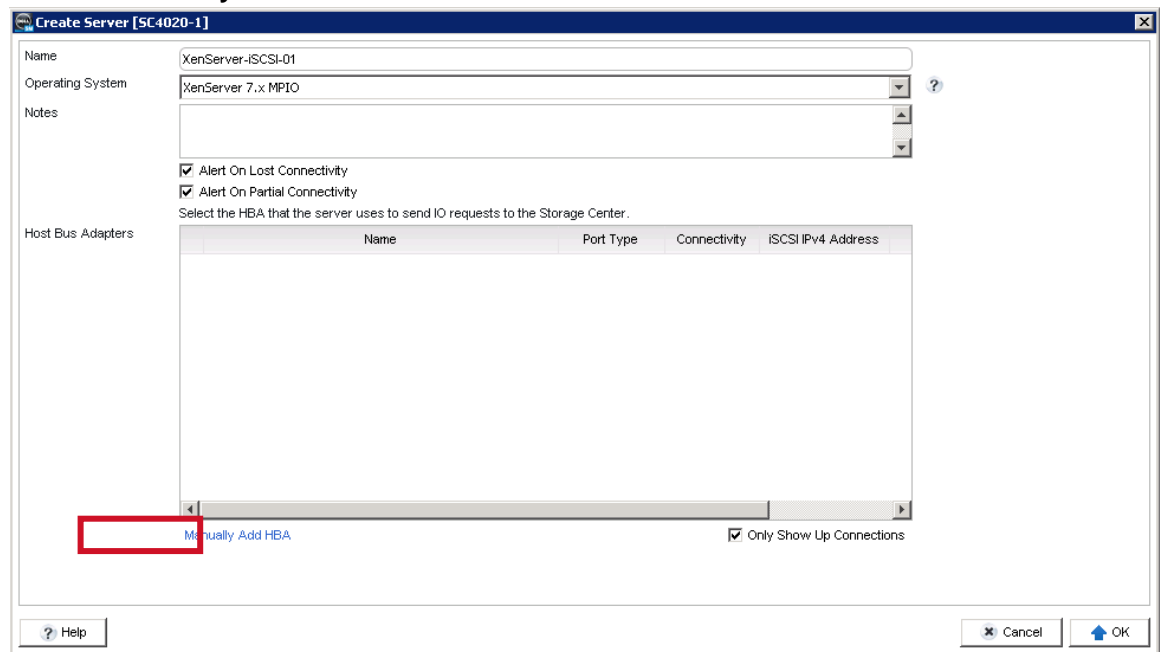 Create Server [SC4020-1]
Name
XenServer-iSCSI-01
Operating System
XenServer 7.x MPIO
?
Notes
Alert On Lost Connectivity
Alert On Partial Connectivity
Select the HBA that the server uses to send IO requests to the Storage Center.
Host Bus Adapters
Name Port Type Connectivity iSCSI IPv4 Address
Manually Add HBA
Only Show Up Connections
? Help
Cancel
OK